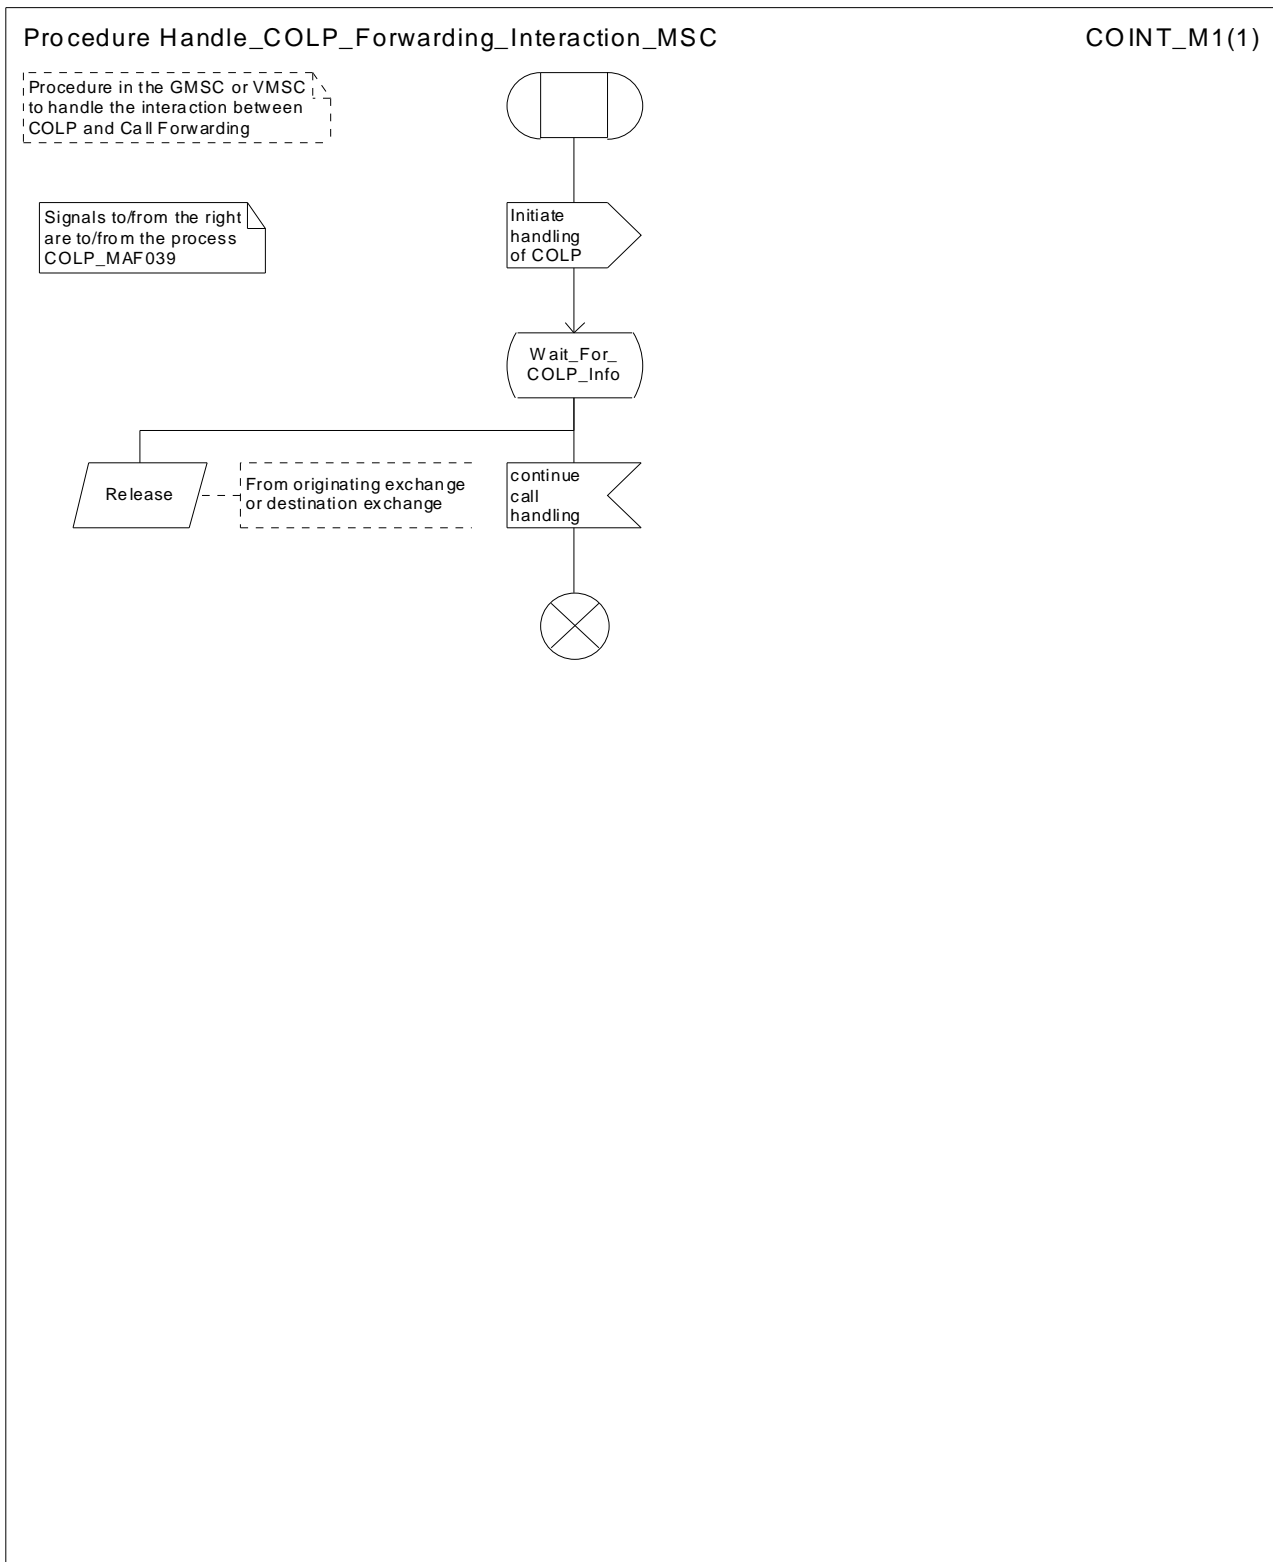 Procedure Handle_COLP_Forwarding_Interaction_MSC
COINT_M1(1)
Procedure in the GMSC or VMSC
to handle the interaction between
COLP and Call Forwarding
Signals to/from the right
are to/from the process
COLP_MAF039
Initiate
handling
of COLP
Wait_For_
COLP_Info
Release
From originating exchange
or destination exchange
continue
call
handling